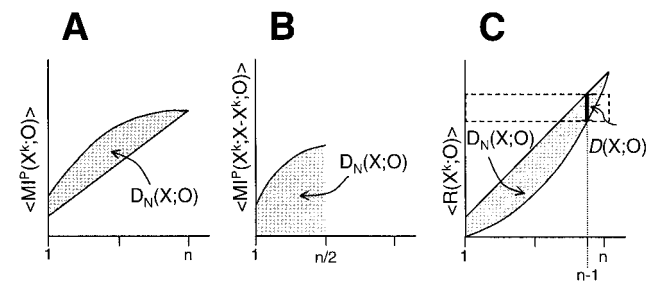 A
<MI^P(X^k;O)>
D_N(X;O)
1
n
B
<MI^P(X^k;X-X^k;O)>
D_N(X;O)
1
n/2
C
<R(X^k;O)>
D_N(X;O)
D(X;O)
1
n
n-1